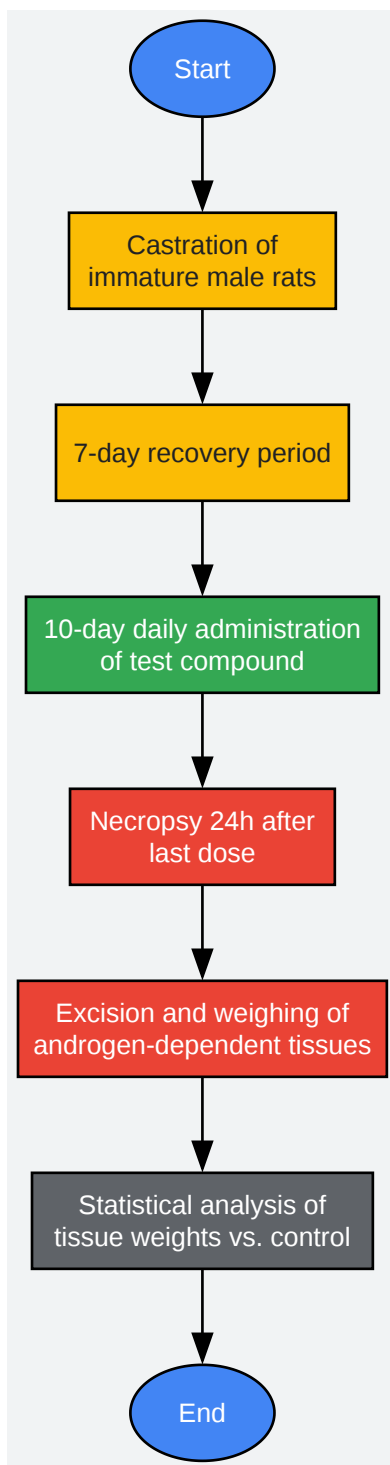 Start
Castration of
immature male rats
7-day recovery period
10-day daily administration
of test compound
Necropsy 24h after
last dose
Excision and weighing of
androgen-dependent tissues
Statistical analysis of
tissue weights vs. control
End